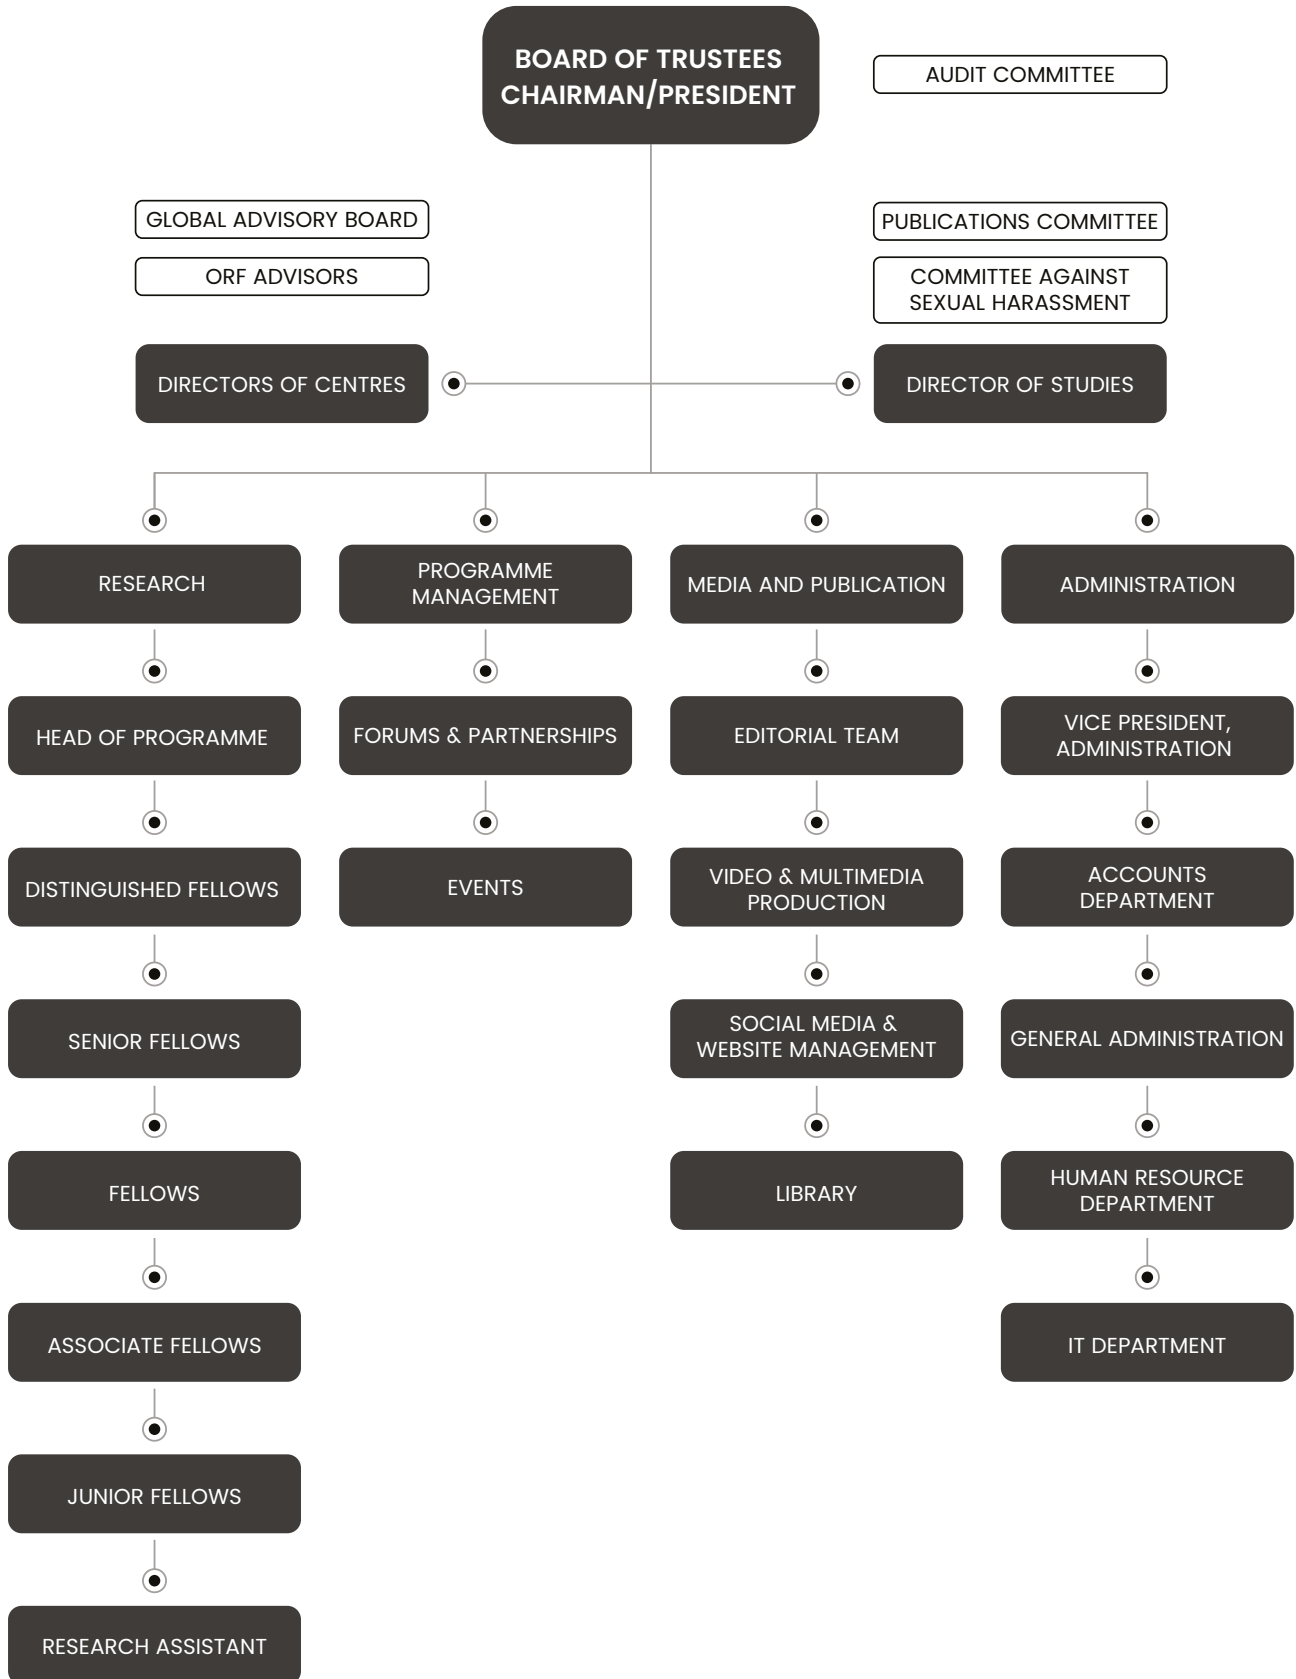 BOARD OF TRUSTEES
CHAIRMAN/PRESIDENT
AUDIT COMMITTEE
GLOBAL ADVISORY BOARD
ORF ADVISORS
PUBLICATIONS COMMITTEE
COMMITTEE AGAINST
SEXUAL HARASSMENT
DIRECTORS OF CENTRES
DIRECTOR OF STUDIES
RESEARCH
PROGRAMME
MANAGEMENT
MEDIA AND PUBLICATION
ADMINISTRATION
HEAD OF PROGRAMME
FORUMS & PARTNERSHIPS
EDITORIAL TEAM
VICE PRESIDENT,
ADMINISTRATION
DISTINGUISHED FELLOWS
EVENTS
VIDEO & MULTIMEDIA
PRODUCTION
ACCOUNTS
DEPARTMENT
SENIOR FELLOWS
SOCIAL MEDIA &
WEBSITE MANAGEMENT
GENERAL ADMINISTRATION
FELLOWS
LIBRARY
HUMAN RESOURCE
DEPARTMENT
ASSOCIATE FELLOWS
IT DEPARTMENT
JUNIOR FELLOWS
RESEARCH ASSISTANT